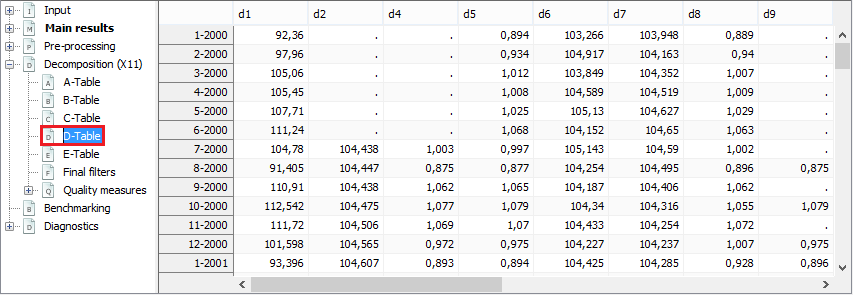 Input
Main results
Pre-processing
Decomposition (X11)
A-Table
B-Table
C-Table
D-Table
E-Table
Final filters
Quality measures
Benchmarking
Diagnostics
d1 d2 d4 d5 d6 d7 d8 d9
1-2000 92,36 . . 0,894 103,266 103,948 0,889 .
2-2000 97,96 . . 0,934 104,917 104,163 0,94 .
3-2000 105,06 . . 1,012 103,849 104,352 1,007 .
4-2000 105,45 . . 1,008 104,589 104,519 1,009 .
5-2000 107,71 . . 1,025 105,13 104,627 1,029 .
6-2000 111,24 . . 1,068 104,152 104,65 1,063 .
7-2000 104,78 104,438 1,003 0,997 105,143 104,59 1,002 .
8-2000 91,405 104,447 0,875 0,877 104,254 104,495 0,896 0,875
9-2000 110,91 104,438 1,062 1,065 104,187 104,406 1,062 .
10-2000 112,542 104,475 1,077 1,079 104,34 104,316 1,055 1,079
11-2000 111,72 104,506 1,069 1,07 104,433 104,254 1,072 .
12-2000 101,598 104,565 0,972 0,975 104,227 104,237 1,007 0,975
1-2001 93,396 104,607 0,893 0,894 104,425 104,285 0,928 0,896